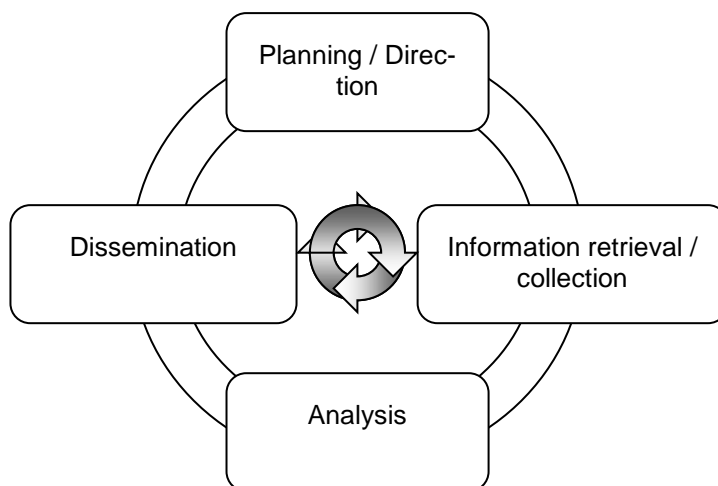 Planning / Direc-
tion
Dissemination
Information retrieval /
collection
Analysis